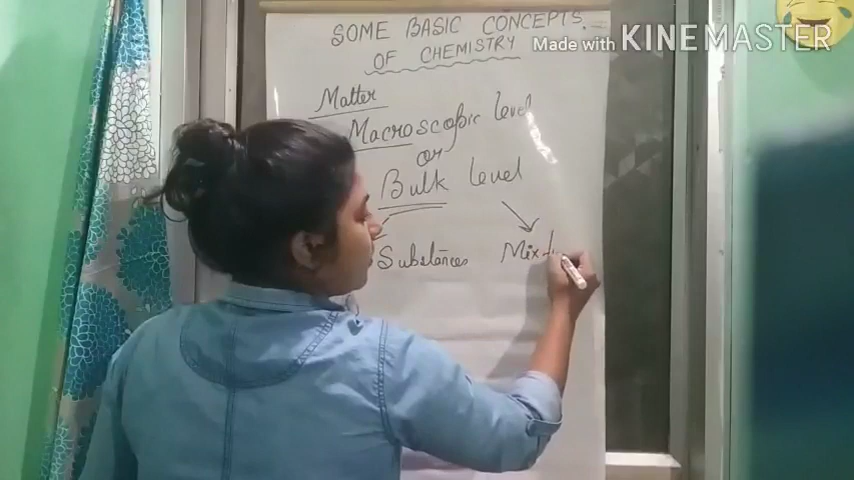 SOME BASIC CONCEPTS
OF CHEMISTRY
Made with KINEMASTER
Matter
Macroscopic level
or
Bulk level
Substances